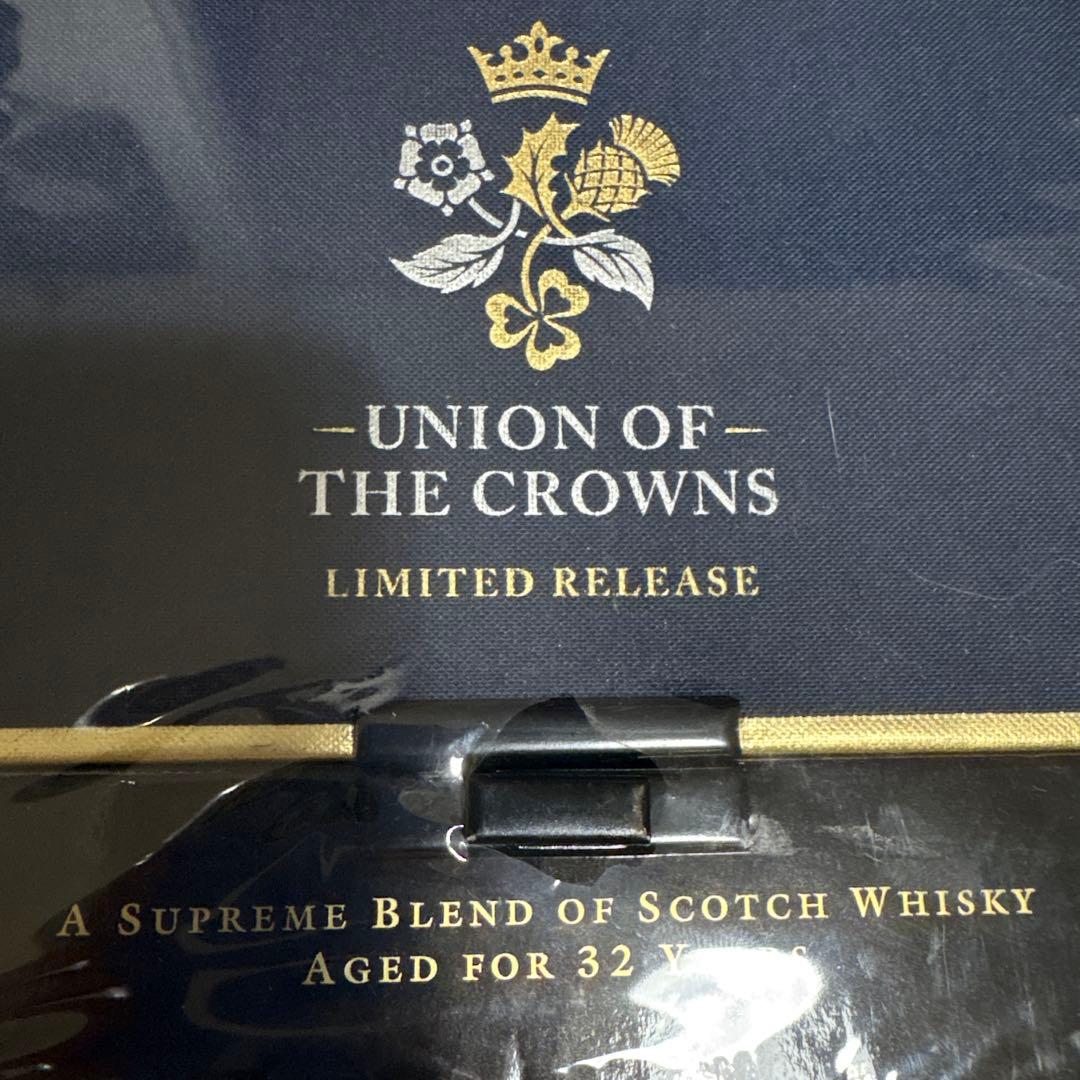 UNION OF
THE CROWNS
LIMITED RELEASE
A SUPREME BLEND OF SCOTCH WHISKY
AGED FOR 32